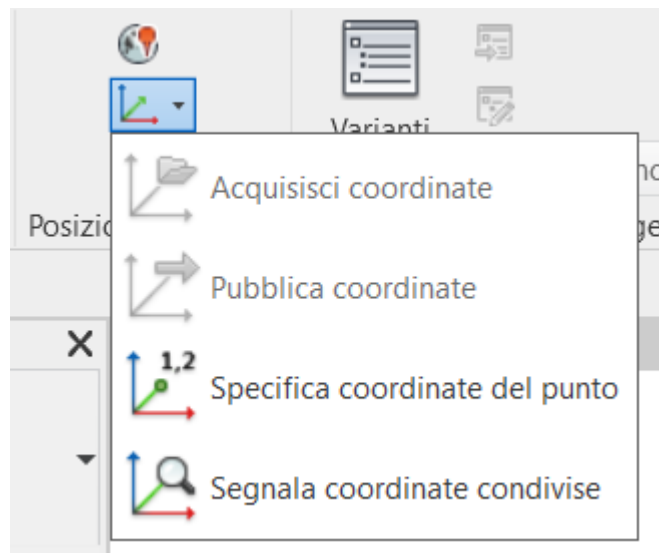 Varianti
Acquisisci coordinate
Pubblica coordinate
1,2
Specifica coordinate del punto
Segnala coordinate condivise